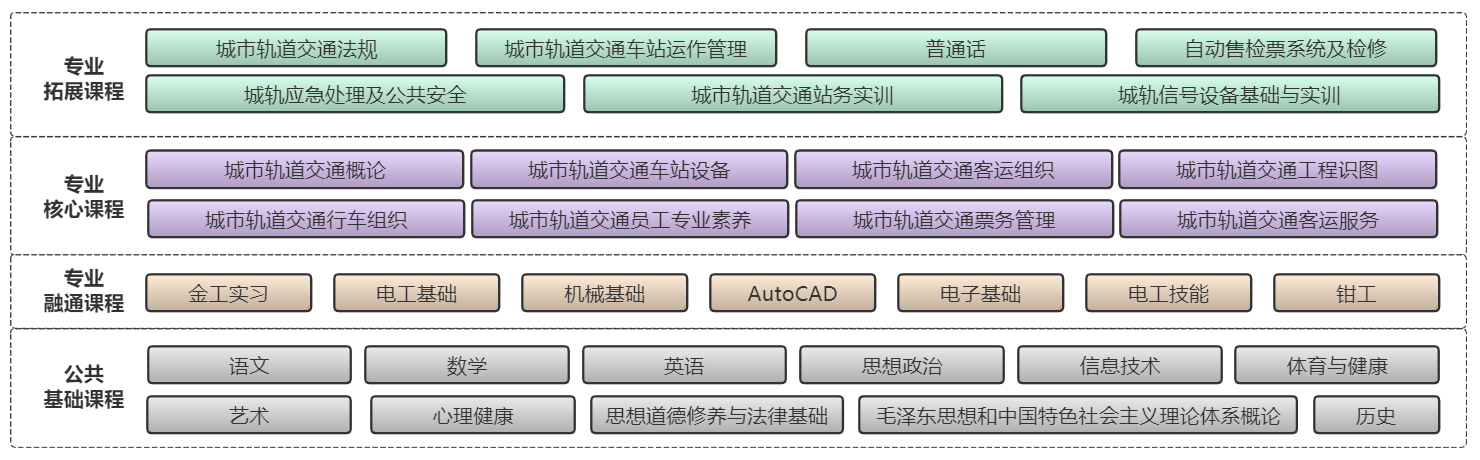 专业
拓展课程
城市轨道交通法规
城市轨道交通车站运作管理
普通话
自动售检票系统及检修
城轨应急处理及公共安全
城市轨道交通站务实训
城轨信号设备基础与实训
专业
核心课程
城市轨道交通概论
城市轨道交通车站设备
城市轨道交通客运组织
城市轨道交通工程识图
城市轨道交通行车组织
城市轨道交通员工专业素养
城市轨道交通票务管理
城市轨道交通客运服务
专业
融通课程
金工实习
电工基础
机械基础
AutoCAD
电子基础
电工技能
钳工
公共
基础课程
语文
数学
英语
思想政治
信息技术
体育与健康
艺术
心理健康
思想道德修养与法律基础
毛泽东思想和中国特色社会主义理论体系概论
历史